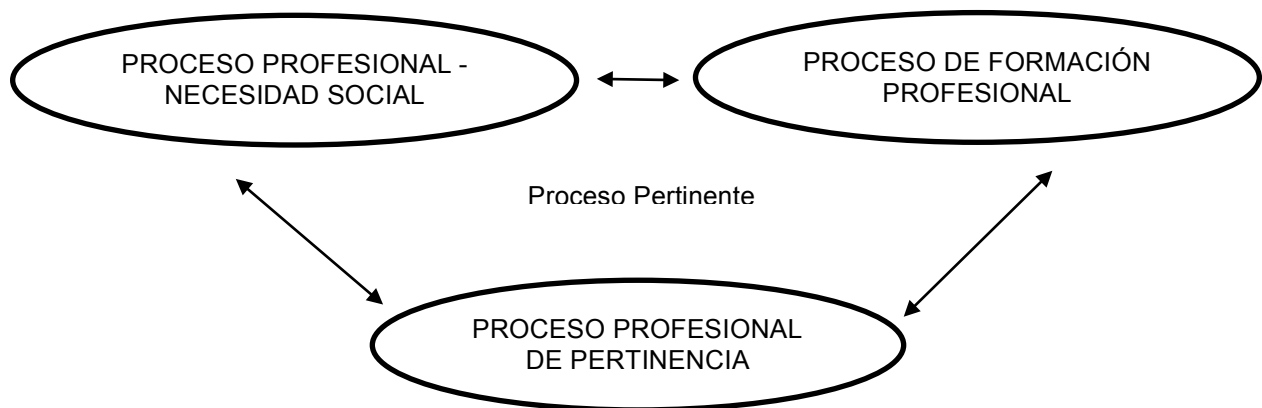 PROCESO PROFESIONAL -
NECESIDAD SOCIAL
PROCESO DE FORMACIÓN
PROFESIONAL
Proceso Pertinente
PROCESO PROFESIONAL
DE PERTINENCIA